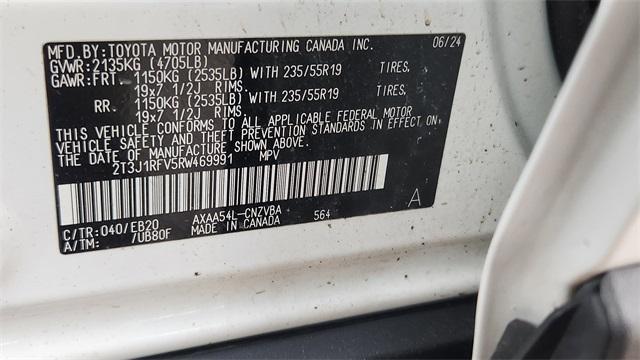 MFD.BY:TOYOTA MOTOR MANUFACTURING CANADA INC. 06/24
GVWR:2135KG (4705LB)
GAWR:FRT. 1150KG (2535LB) WITH 235/55R19 TIRES.
19x7 1/2J RIMS.
RR. 1150KG (2535LB) WITH 235/55R19 TIRES.
19x7 1/2J RIMS.
THIS VEHICLE CONFORMS TO ALL APPLICABLE FEDERAL MOTOR
VEHICLE SAFETY AND THEFT PREVENTION STANDARDS IN EFFECT ON
THE DATE OF MANUFACTURE SHOWN ABOVE.
2T3J1RFV5RW469991 MPV
C/TR:040/EB20 AXAA54L-CNZVBA 564 A
A/TM: /UB80F MADE IN CANADA